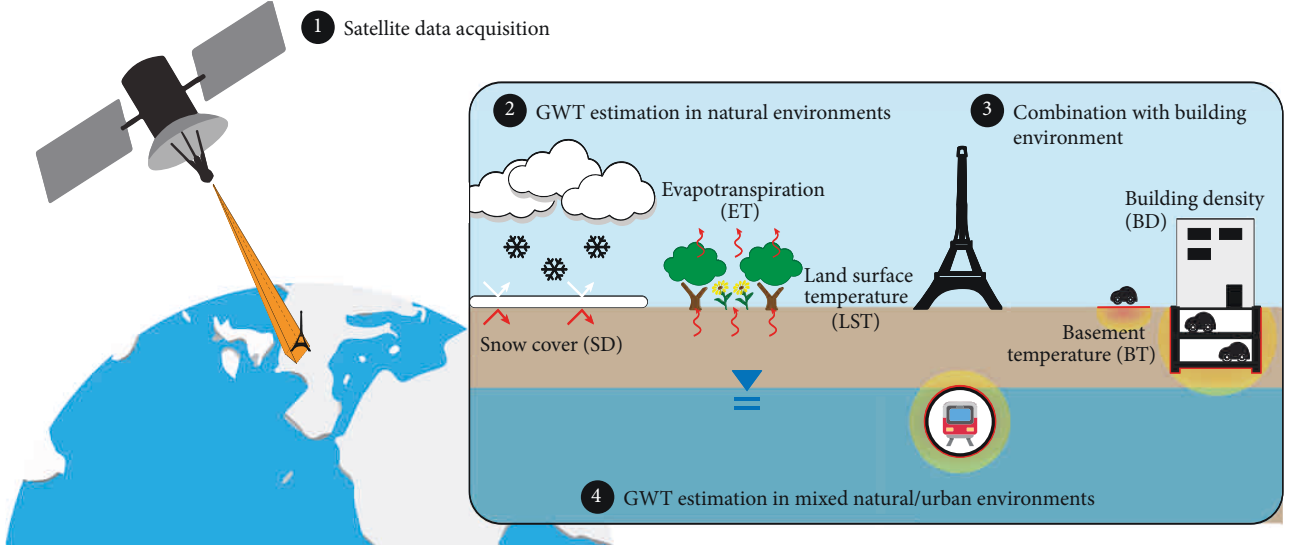 1 Satellite data acquisition
2 GWT estimation in natural environments
3 Combination with building
environment
Evapotranspiration
(ET)
Building density
(BD)
Land surface
temperature
(LST)
Snow cover (SD)
Basement
temperature (BT)
4 GWT estimation in mixed natural/urban environments